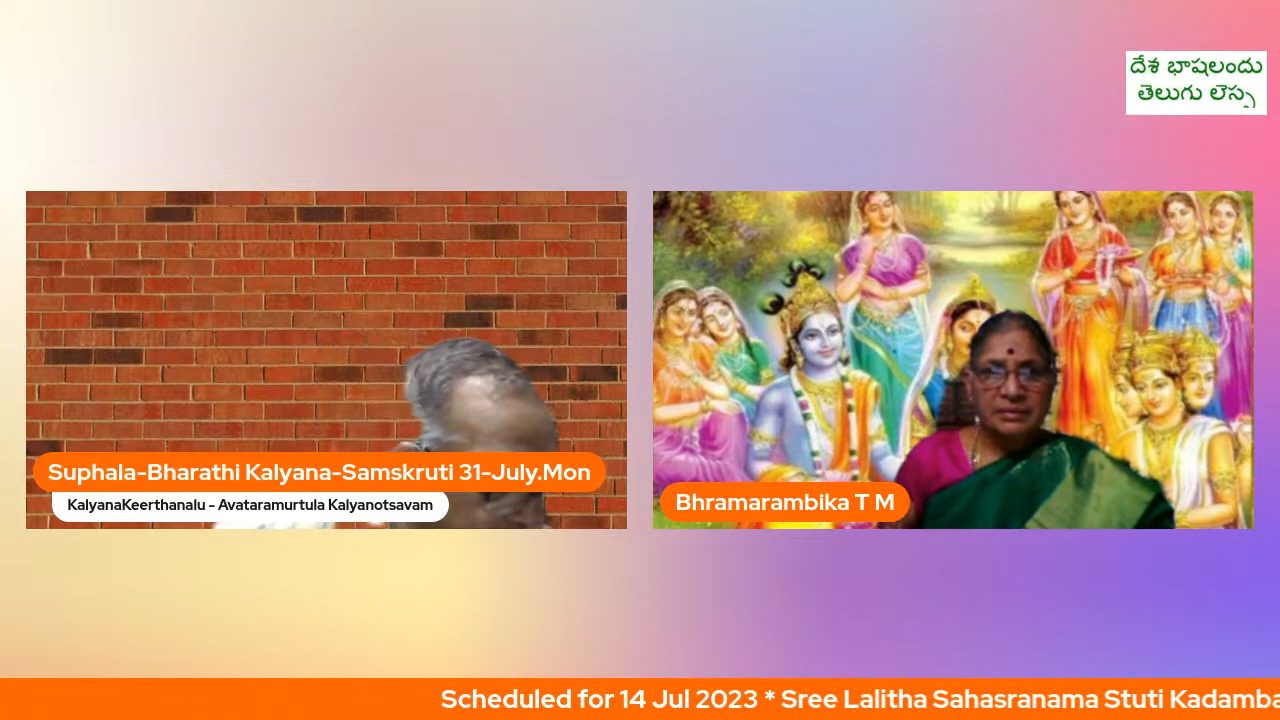 దేశ భాషలందు
తెలుగు లెస్స
Suphala-Bharathi Kalyana-Samskruti 31-July.Mon
KalyanaKeerthanalu - Avataramurtula Kalyanotsavam
Bhramarambika T M
Scheduled for 14 Jul 2023 * Sree Lalitha Sahasranama Stuti Kadamba